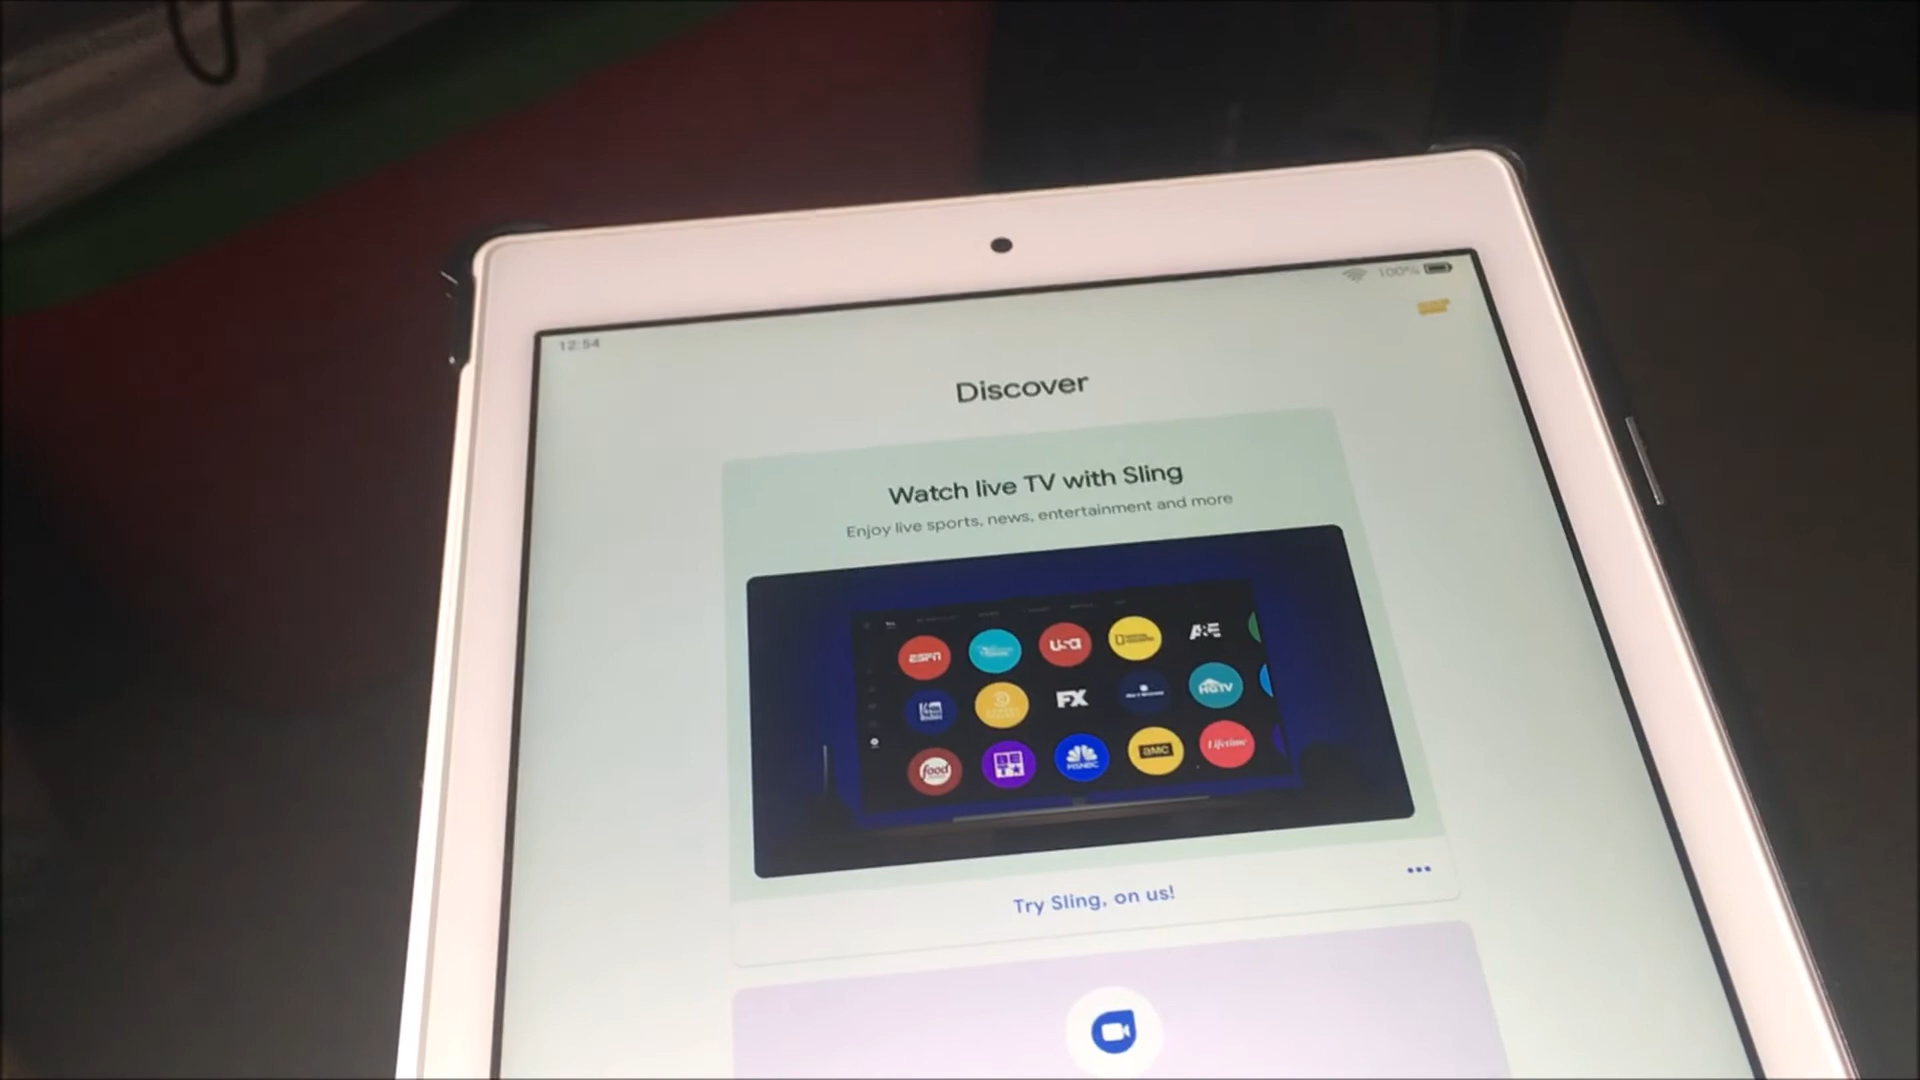 100%
12:54
Discover
Watch live TV with Sling
Enjoy live sports, news, entertainment and more
ESPN
USA
A&E
FX
HGTV
food
BET
MSNBC
AMC
Lifetime
Try Sling, on us!